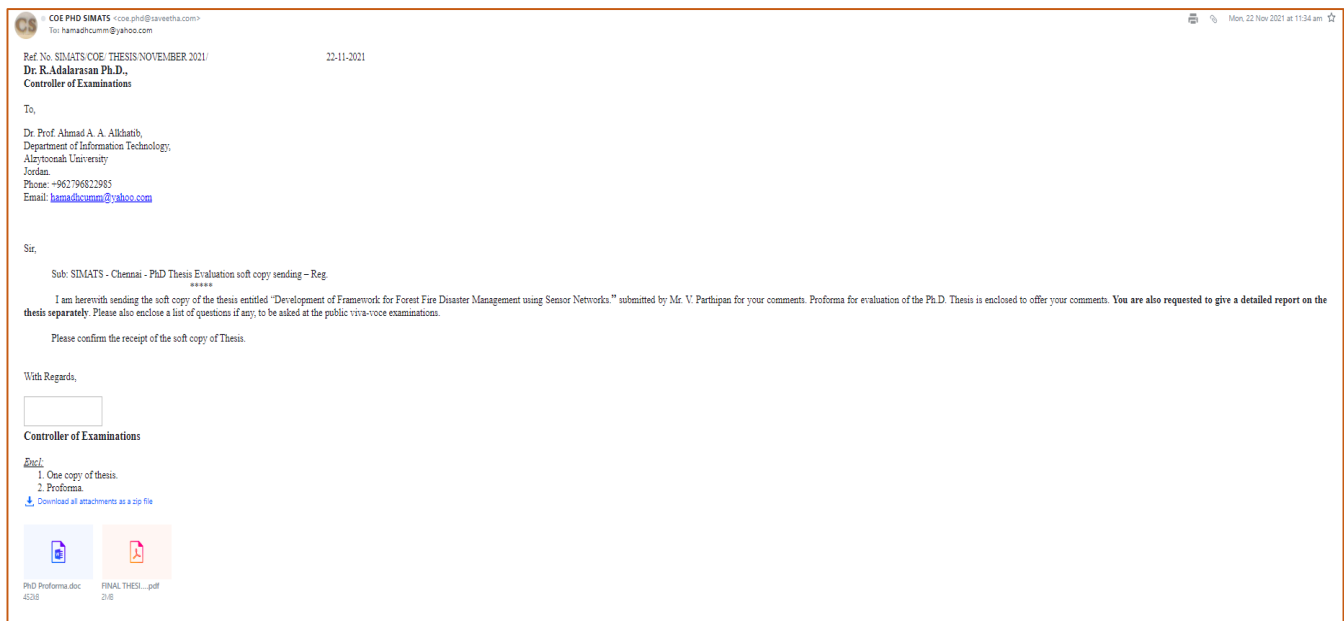 CS
COE PHD SIMATS <coe.phd@saveetha.com>
To: hamadhcumm@yahoo.com
Mon, 22 Nov 2021 at 11:34 am
Ref. No. SIMATS/COE/ THESIS/NOVEMBER 2021/ 22-11-2021
Dr. R.Adalarasan Ph.D.,
Controller of Examinations
To,
Dr. Prof. Ahmad A. A. Alkhatib,
Department of Information Technology,
Alzytoonah University
Jordan.
Phone: +962796822985
Email: hamadhcumm@yahoo.com
Sir,
Sub: SIMATS - Chennai - PhD Thesis Evaluation soft copy sending – Reg.
*****
I am herewith sending the soft copy of the thesis entitled “Development of Framework for Forest Fire Disaster Management using Sensor Networks.” submitted by Mr. V. Parthipan for your comments. Proforma for evaluation of the Ph.D. Thesis is enclosed to offer your comments. You are also requested to give a detailed report on the
thesis separately. Please also enclose a list of questions if any, to be asked at the public viva-voce examinations.
Please confirm the receipt of the soft copy of Thesis.
With Regards,
Controller of Examinations
Encl:
1. One copy of thesis.
2. Proforma.
Download all attachments as a zip file
PhD Proforma.doc
452kB
FINAL THESI....pdf
2MB